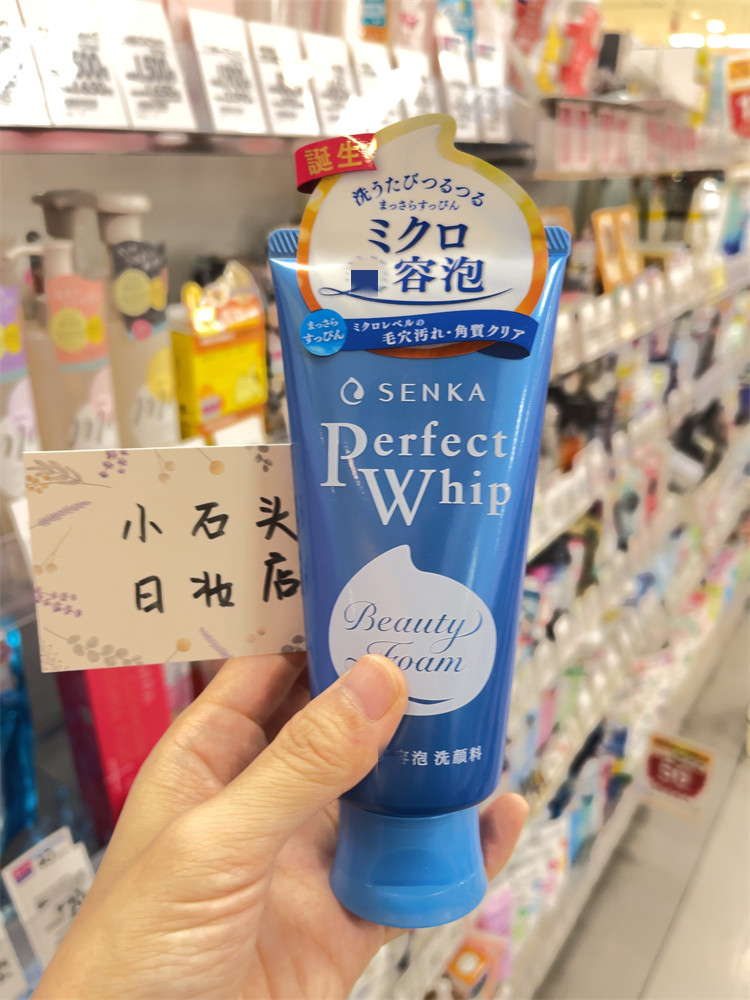 誕生
洗うたびつるつる
まっさらすっぴん
ミクロ
容泡
まっさら
すっぴん
ミクロレベルの
毛穴汚れ・角質クリア
SENKA
Perfect
Whip
小石头
日妆店
Beauty
Foam
容泡 洗顔料